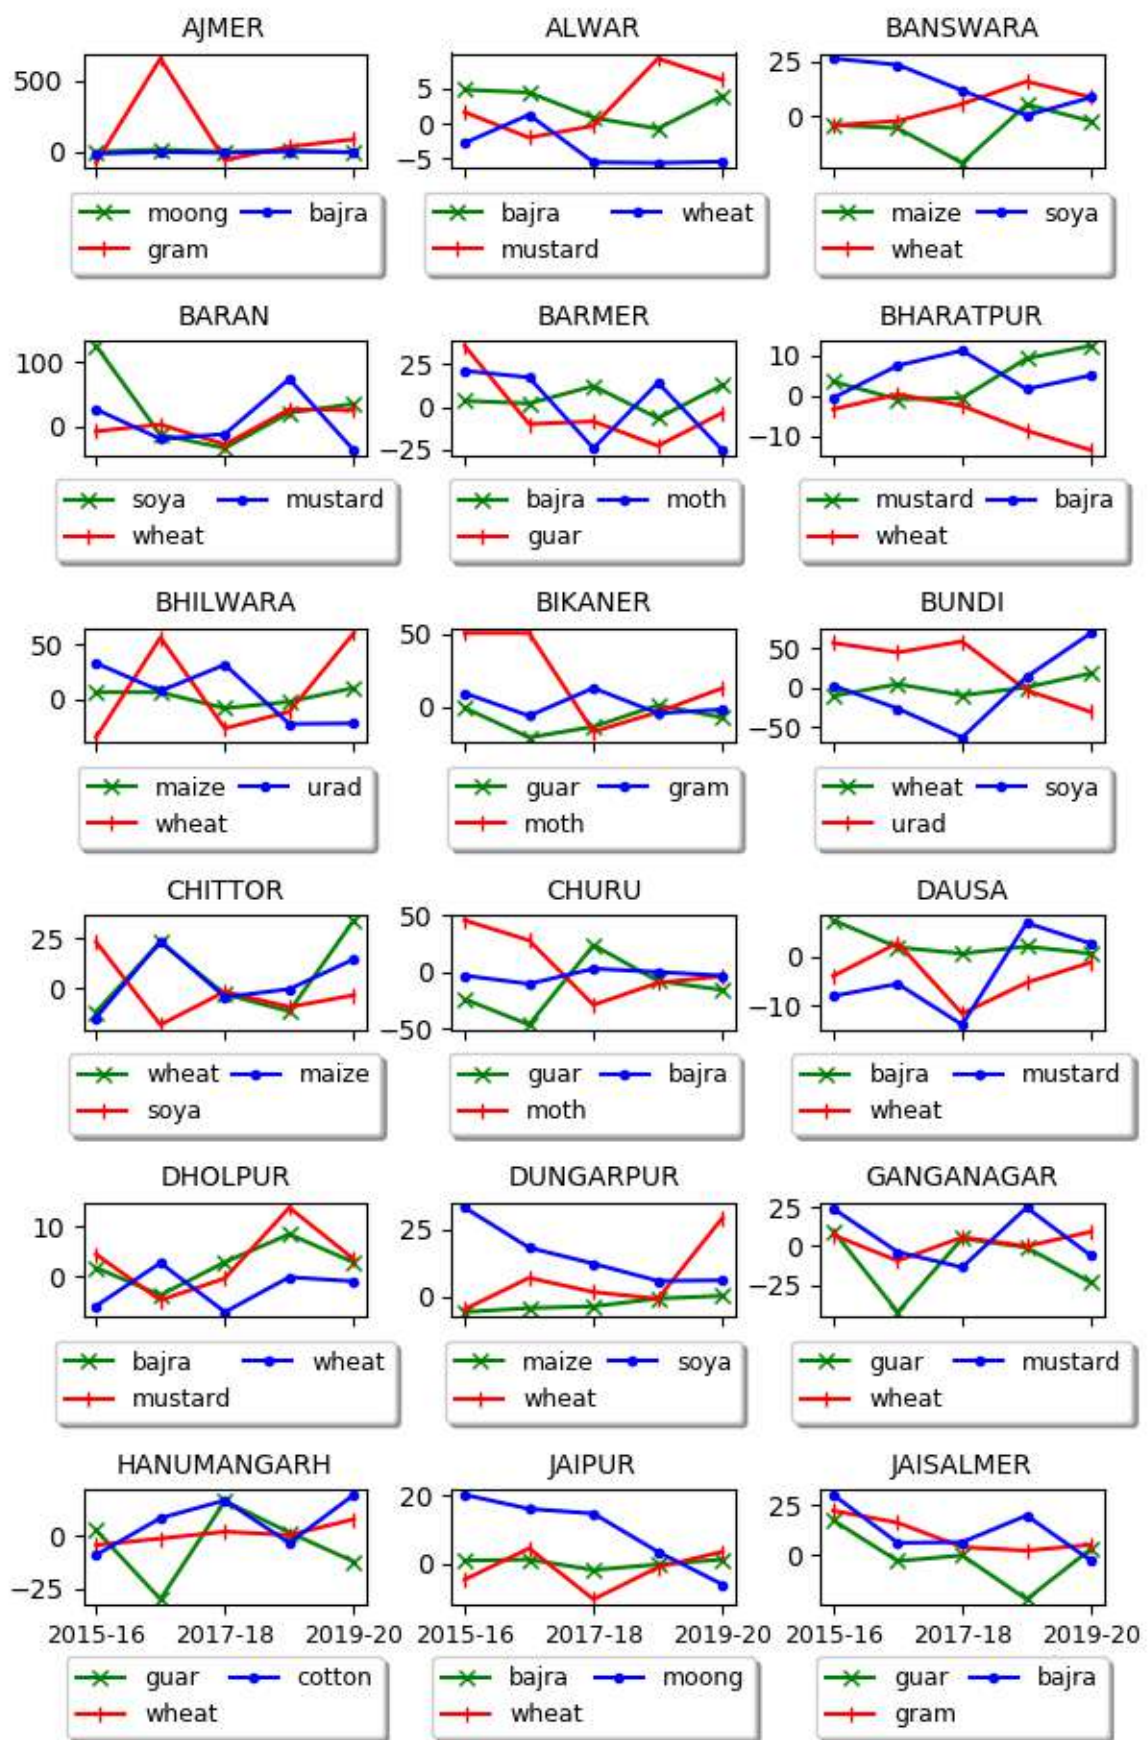 AJMER ALWAR BANSWARA
500 5 25
0 0 0
−5
moong bajra bajra wheat maize soya
gram mustard wheat
BARAN BARMER BHARATPUR
100 25 10
0 0 0
−25 −10
soya mustard bajra moth mustard bajra
wheat guar wheat
BHILWARA BIKANER BUNDI
50 50 50
0 0 0
−50
maize urad guar gram wheat soya
wheat moth urad
CHITTOR CHURU DAUSA
25 50 0
0 0 −10
−50
wheat maize guar bajra bajra mustard
soya moth wheat
DHOLPUR DUNGARPUR GANGANAGAR
10 25 25
0 0 0
−25
bajra wheat maize soya guar mustard
mustard wheat wheat
HANUMANGARH JAIPUR JAISALMER
0 20 25
−25 0 0
2015-16 2017-18 2019-20 2015-16 2017-18 2019-20 2015-16 2017-18 2019-20
guar cotton bajra moong guar bajra
wheat wheat gram